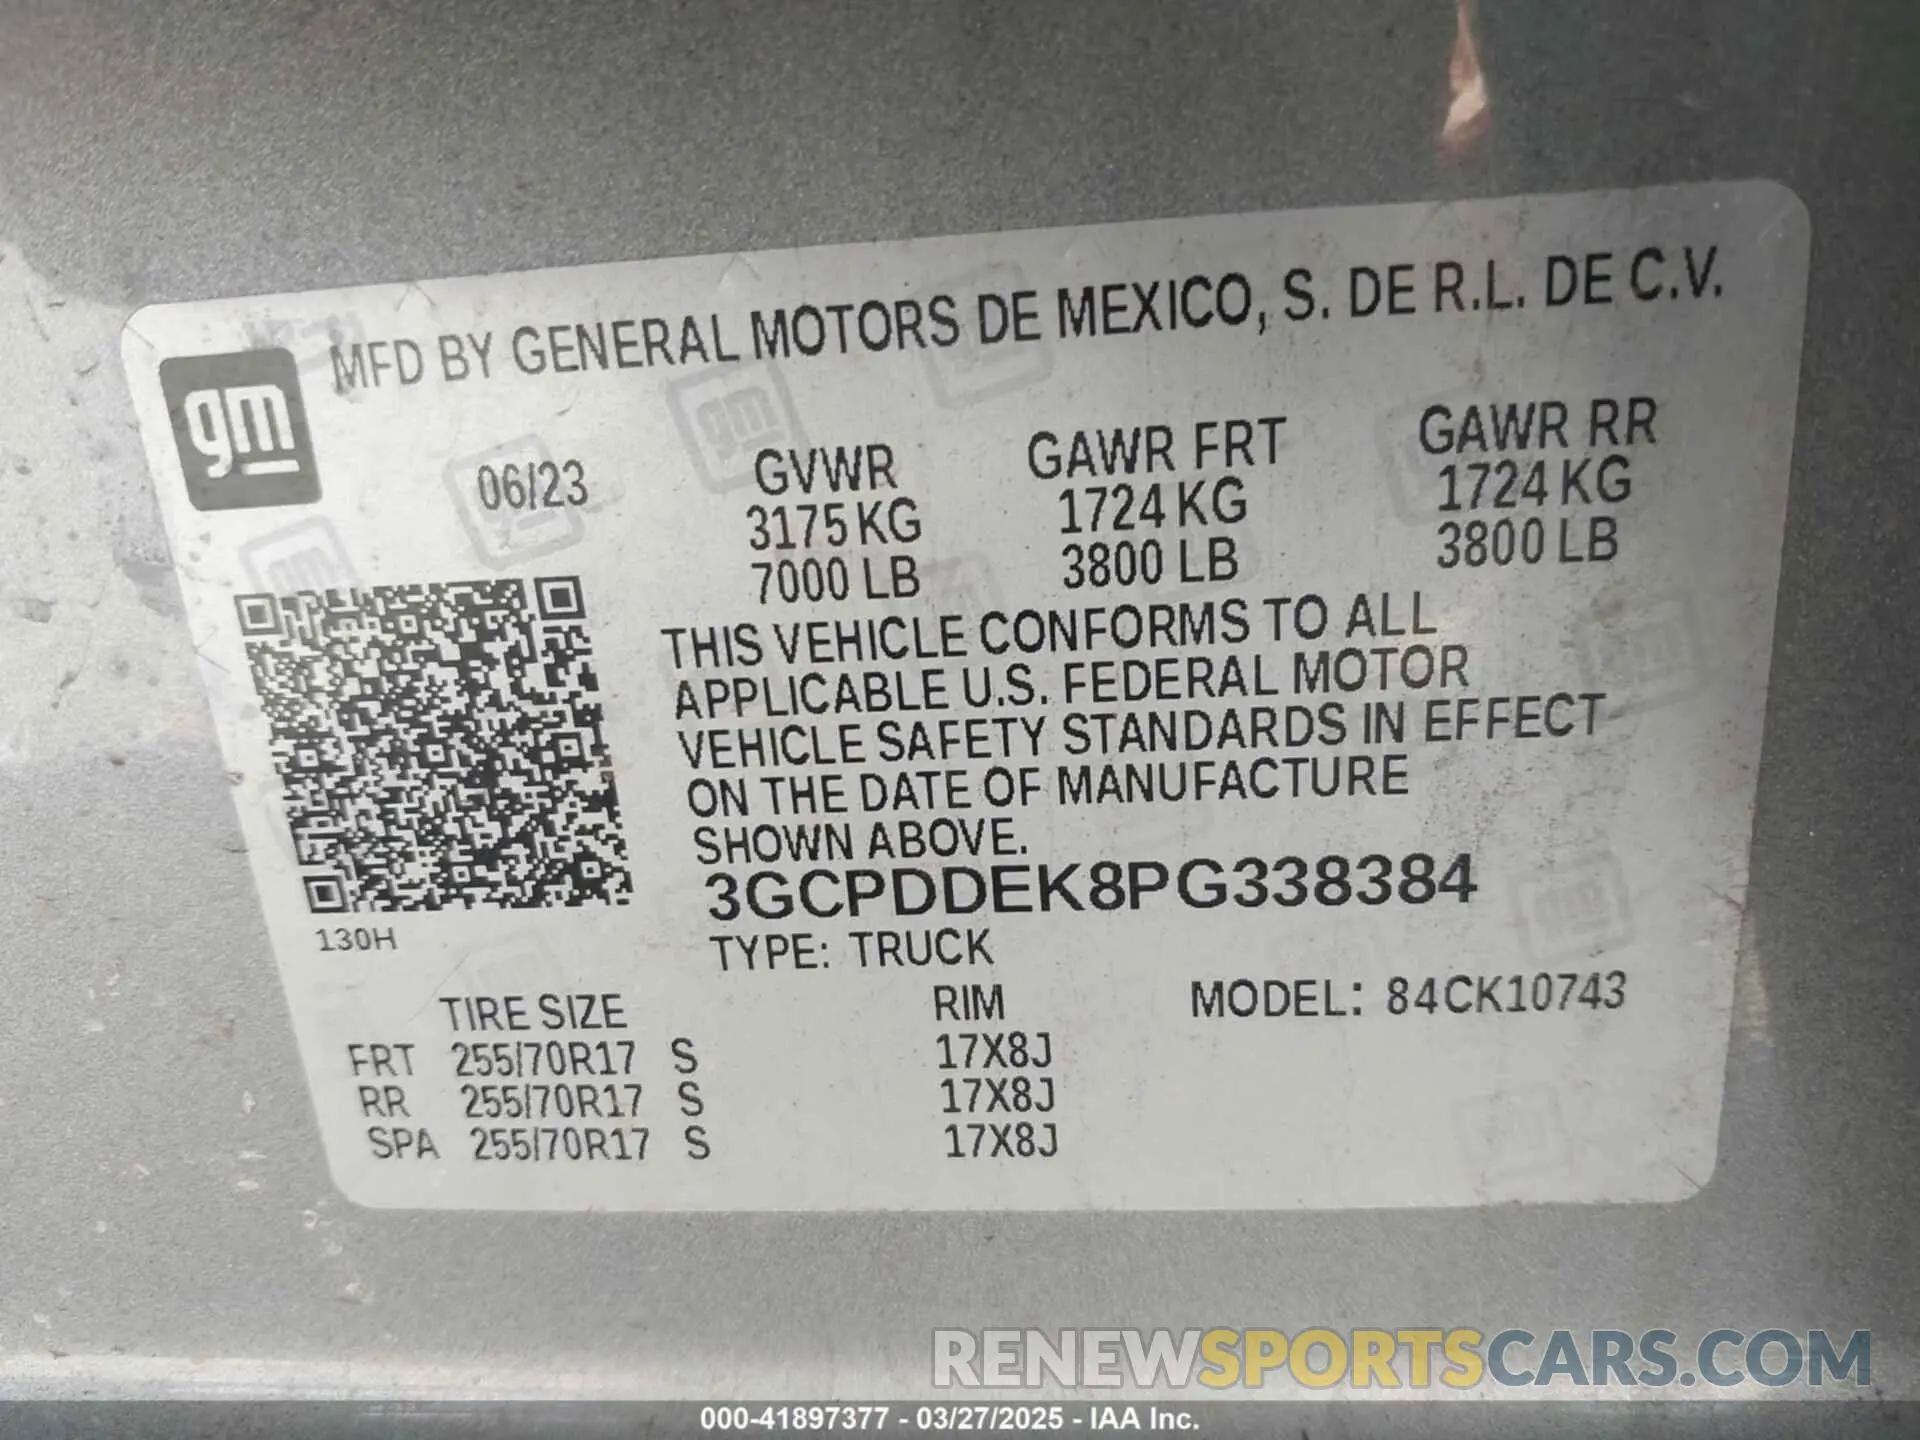 MFD BY GENERAL MOTORS DE MEXICO, S. DE R.L. DE C.V.
gm
06/23
GVWR GAWR FRT GAWR RR
3175 KG 1724 KG 1724 KG
7000 LB 3800 LB 3800 LB
THIS VEHICLE CONFORMS TO ALL
APPLICABLE U.S. FEDERAL MOTOR
VEHICLE SAFETY STANDARDS IN EFFECT
ON THE DATE OF MANUFACTURE
SHOWN ABOVE.
3GCPDDEK8PG338384
130H
TYPE: TRUCK
TIRE SIZE RIM MODEL: 84CK10743
FRT 255/70R17 S 17X8J
RR 255/70R17 S 17X8J
SPA 255/70R17 S 17X8J
RENEWSPORTSCARS.COM
000-41897377 - 03/27/2025 - IAA Inc.